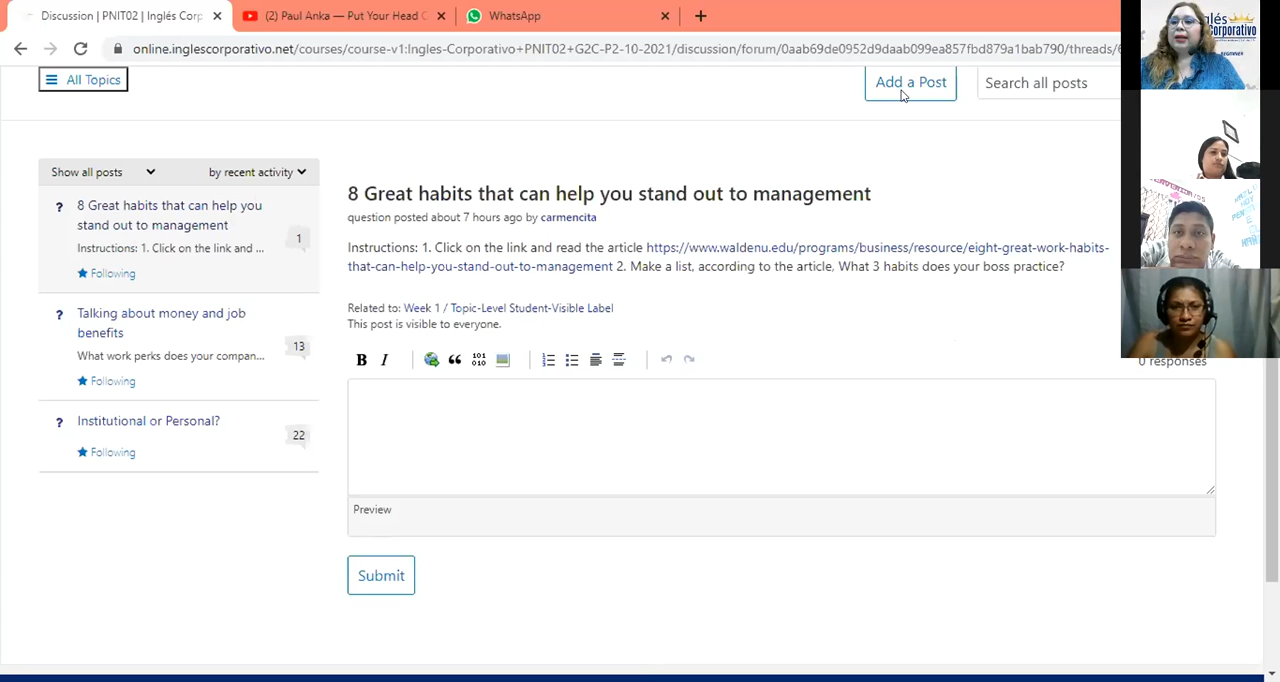 Discussion | PNIT02 | Inglés Corp
(2) Paul Anka — Put Your Head O
WhatsApp
online.inglescorporativo.net/courses/course-v1:Ingles-Corporativo+PNIT02+G2C-P2-10-2021/discussion/forum/0aab69de0952d9daab099ea857fbd879a1bab790/threads/6
All Topics
Add a Post
Search all posts
Show all posts
by recent activity
8 Great habits that can help you
stand out to management
Instructions: 1. Click on the link and ...
1
Following
Talking about money and job
benefits
What work perks does your compan...
13
Following
Institutional or Personal?
22
Following
8 Great habits that can help you stand out to management
question posted about 7 hours ago by carmencita
Instructions: 1. Click on the link and read the article https://www.waldenu.edu/programs/business/resource/eight-great-work-habits-
that-can-help-you-stand-out-to-management 2. Make a list, according to the article, What 3 habits does your boss practice?
Related to: Week 1 / Topic-Level Student-Visible Label
This post is visible to everyone.
B I
101
010
0 responses
Preview
Submit
glés
Corporativo
BEGINNER